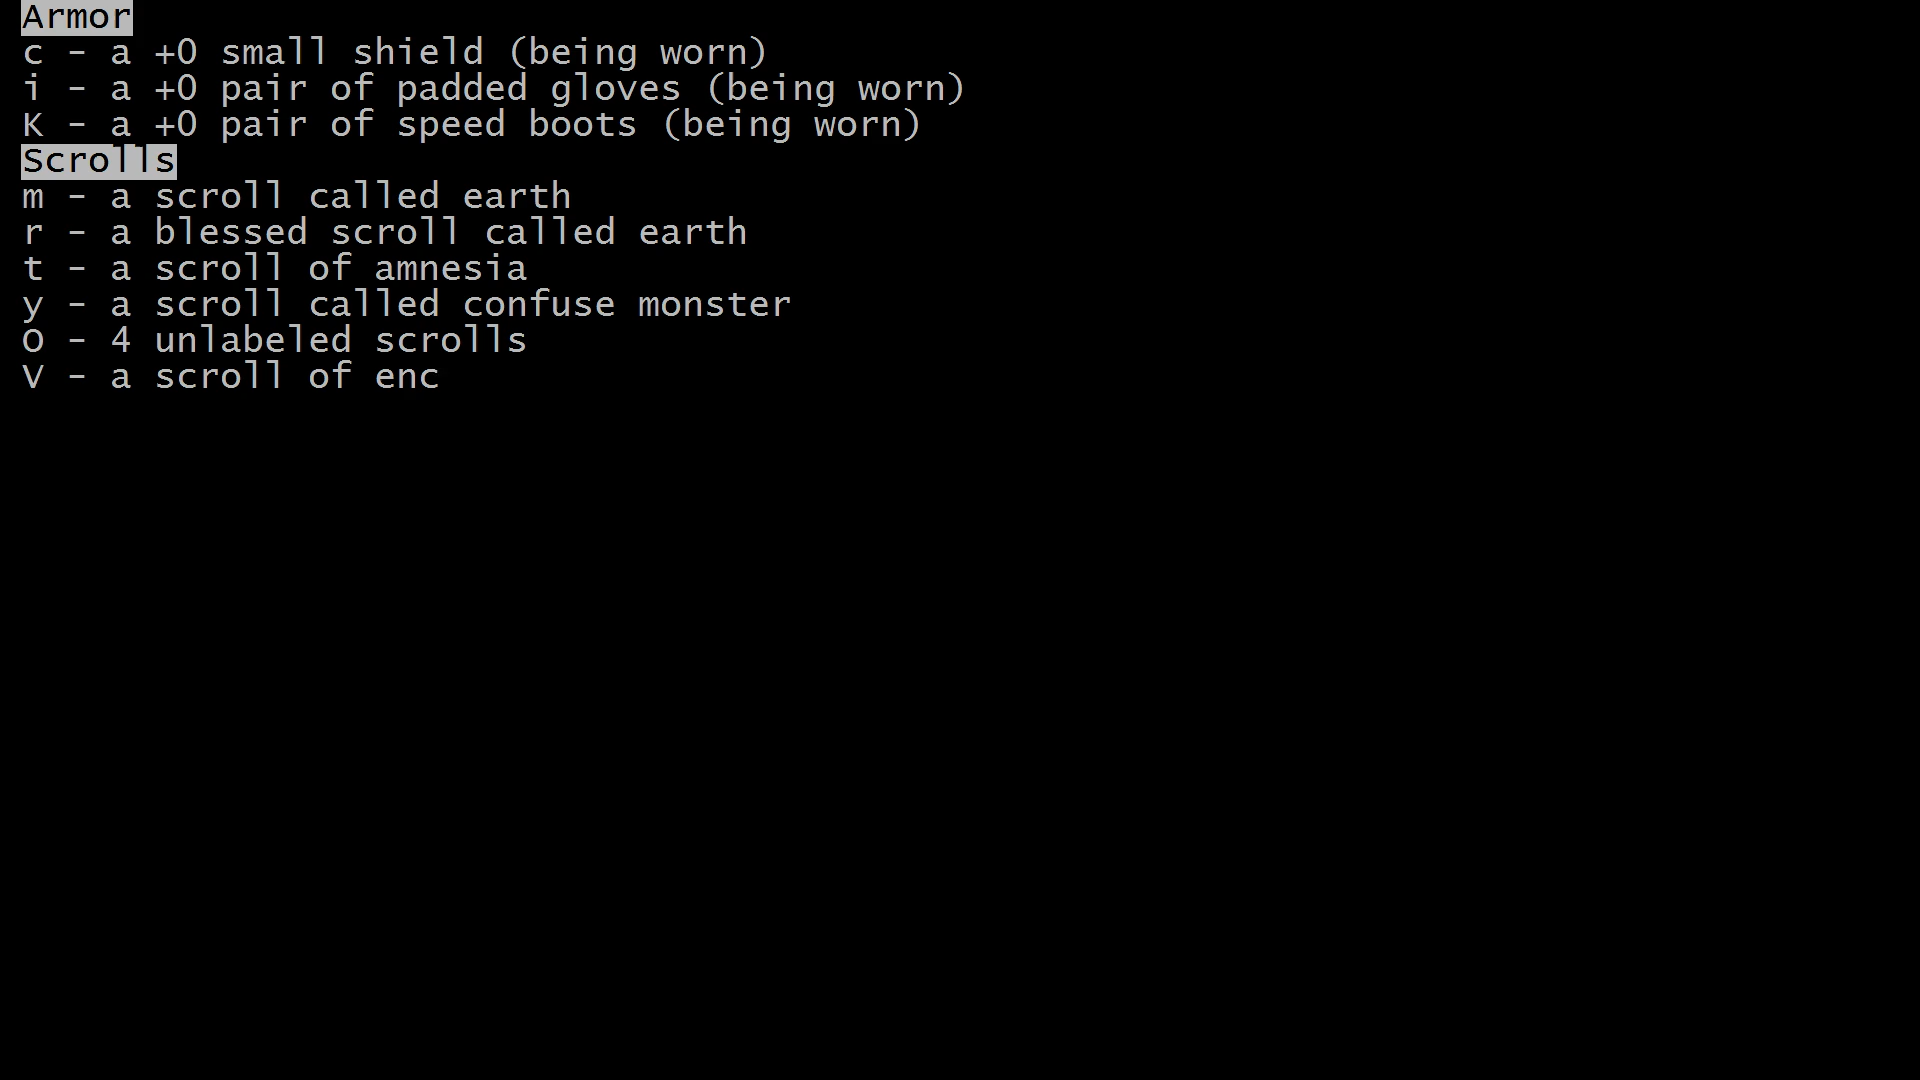 Armor
c - a +0 small shield (being worn)
i - a +0 pair of padded gloves (being worn)
K - a +0 pair of speed boots (being worn)
Scrolls
m - a scroll called earth
r - a blessed scroll called earth
t - a scroll of amnesia
y - a scroll called confuse monster
O - 4 unlabeled scrolls
V - a scroll of enc